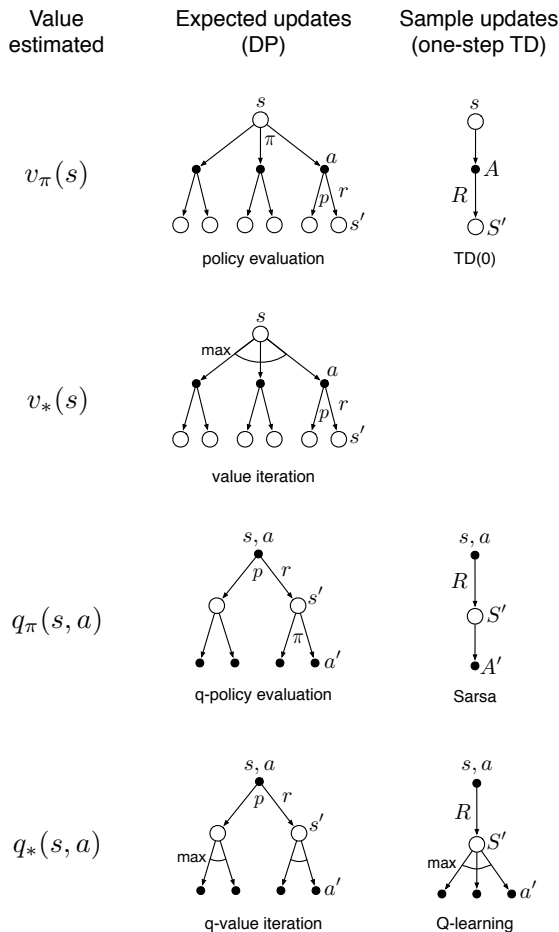 Value
estimated
Expected updates
(DP)
Sample updates
(one-step TD)
v_π(s)
s
π
a
p r
s′
policy evaluation
s
A
R
S′
TD(0)
v_*(s)
s
max
a
p r
s′
value iteration
q_π(s, a)
s, a
p r
s′
π
a′
q-policy evaluation
s, a
R
S′
A′
Sarsa
q_*(s, a)
s, a
p r
s′
max
a′
q-value iteration
s, a
R
S′
max
a′
Q-learning